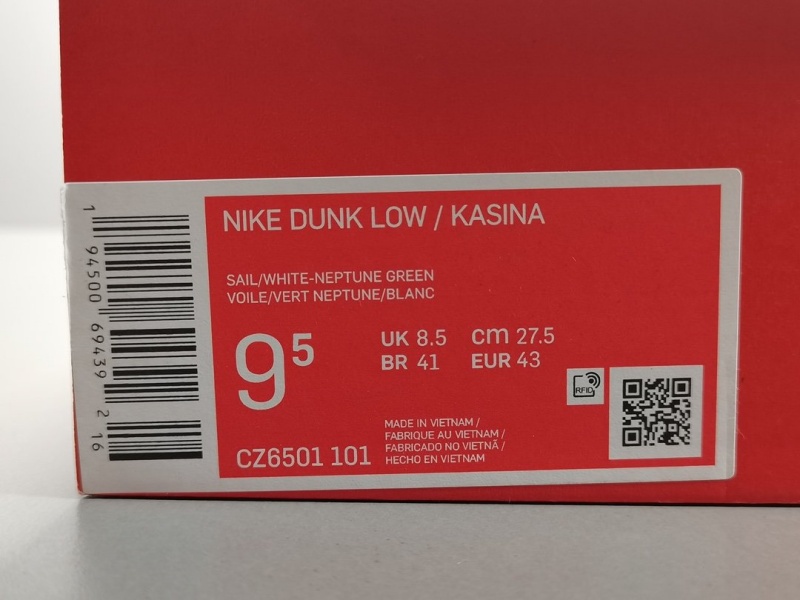 NIKE DUNK LOW / KASINA
SAIL/WHITE-NEPTUNE GREEN
VOILE/VERT NEPTUNE/BLANC
9⁵
UK 8.5 cm 27.5
BR 41 EUR 43
RFID
MADE IN VIETNAM /
FABRIQUE AU VIETNAM /
FABRICADO NO VIETNÃ /
HECHO EN VIETNAM
CZ6501 101
1 94500 69439 2 16